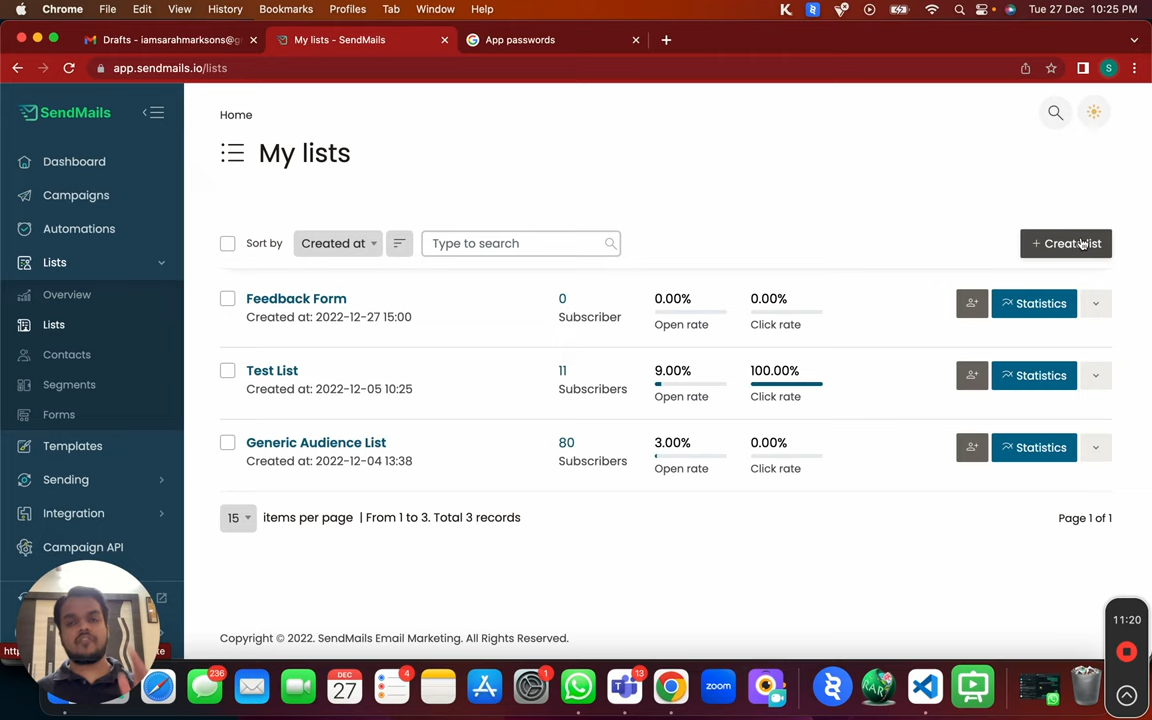 Chrome File Edit View History Bookmarks Profiles Tab Window Help Tue 27 Dec 10:25 PM
Drafts - iamsarahmarksons@g My lists - SendMails App passwords
app.sendmails.io/lists S
SendMails
Dashboard
Campaigns
Automations
Lists
Overview
Lists
Contacts
Segments
Forms
Templates
Sending
Integration
Campaign API
Home
My lists
Sort by Created at Type to search
Feedback Form 0 0.00% 0.00% Statistics
Created at: 2022-12-27 15:00 Subscriber Open rate Click rate
Test List 11 9.00% 100.00% Statistics
Created at: 2022-12-05 10:25 Subscribers Open rate Click rate
Generic Audience List 80 3.00% 0.00% Statistics
Created at: 2022-12-04 13:38 Subscribers Open rate Click rate
15 items per page | From 1 to 3. Total 3 records Page 1 of 1
Copyright © 2022. SendMails Email Marketing. All Rights Reserved.
11:20
236 DEC 27 4 1 13 zoom